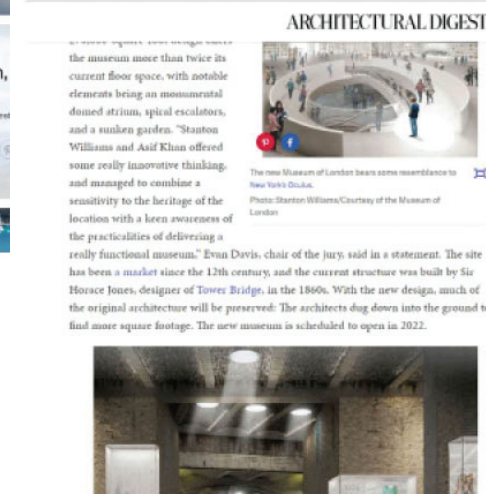 ARCHITECTURAL DIGEST
the museum more than twice its
current floor space, with notable
elements being an monumental
domed atrium, spiral escalators,
and a sunken garden. "Stanton
Williams and Asif Khan offered
some really innovative thinking,
and managed to combine a
sensitivity to the heritage of the
location with a keen awareness of
the practicalities of delivering a
The new Museum of London bears some resemblance to
New York's Oculus.
Photo: Stanton Williams/Courtesy of the Museum of
London
really functional museum," Evan Davis, chair of the jury, said in a statement. The site
has been a market since the 12th century, and the current structure was built by Sir
Horace Jones, designer of Tower Bridge, in the 1860s. With the new design, much of
the original architecture will be preserved: The architects dug down into the ground to
find more square footage. The new museum is scheduled to open in 2022.